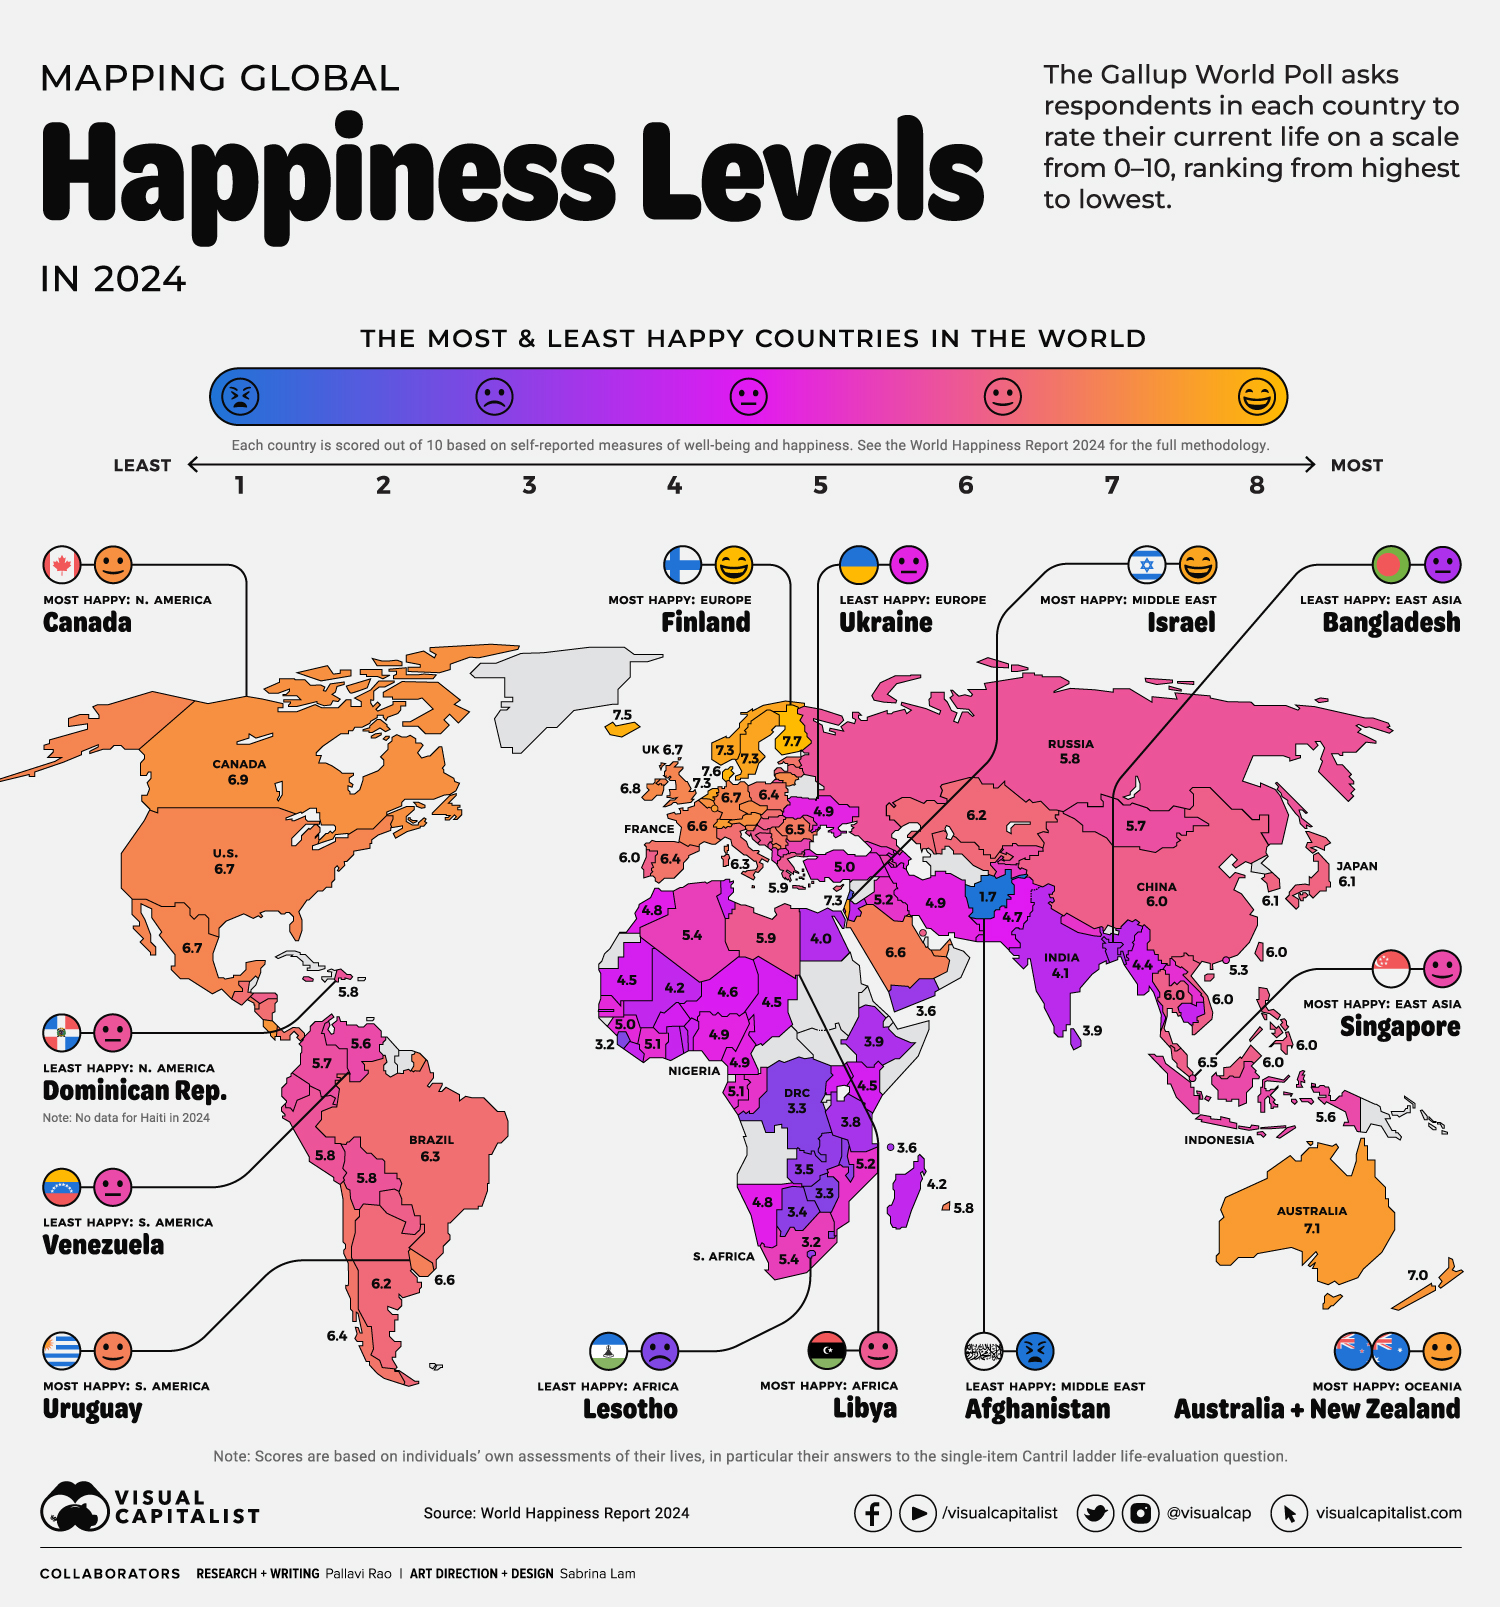 MAPPING GLOBAL
Happiness Levels
IN 2024
The Gallup World Poll asks
respondents in each country to
rate their current life on a scale
from 0–10, ranking from highest
to lowest.
THE MOST & LEAST HAPPY COUNTRIES IN THE WORLD
Each country is scored out of 10 based on self-reported measures of well-being and happiness. See the World Happiness Report 2024 for the full methodology.
LEAST
MOST
1 2 3 4 5 6 7 8
MOST HAPPY: N. AMERICA
Canada
MOST HAPPY: EUROPE
Finland
LEAST HAPPY: EUROPE
Ukraine
MOST HAPPY: MIDDLE EAST
Israel
LEAST HAPPY: EAST ASIA
Bangladesh
CANADA
6.9
U.S.
6.7
6.7
5.8
LEAST HAPPY: N. AMERICA
Dominican Rep.
Note: No data for Haiti in 2024
5.6
5.7
BRAZIL
6.3
5.8
5.8
LEAST HAPPY: S. AMERICA
Venezuela
6.6
6.2
6.4
MOST HAPPY: S. AMERICA
Uruguay
7.5
UK 6.7
6.8
7.3
7.3
7.7
7.6
7.3
6.7
6.4
4.9
FRANCE
6.6
6.5
6.0
6.4
6.3
5.9
5.0
7.3
5.2
RUSSIA
5.8
6.2
5.7
CHINA
6.0
JAPAN
6.1
6.1
1.7
4.9
4.7
INDIA
4.1
4.4
6.0
5.3
6.0
6.0
3.9
6.6
3.6
4.8
5.4
5.9
4.0
4.5
4.2
4.6
4.5
5.0
3.2
5.1
4.9
4.9
NIGERIA
5.1
3.9
4.5
DRC
3.3
3.8
3.6
3.5
5.2
4.2
5.8
4.8
3.3
3.4
3.2
S. AFRICA
5.4
MOST HAPPY: EAST ASIA
Singapore
6.5
6.0
6.0
5.6
INDONESIA
AUSTRALIA
7.1
7.0
LEAST HAPPY: AFRICA
Lesotho
MOST HAPPY: AFRICA
Libya
LEAST HAPPY: MIDDLE EAST
Afghanistan
MOST HAPPY: OCEANIA
Australia + New Zealand
Note: Scores are based on individuals’ own assessments of their lives, in particular their answers to the single-item Cantril ladder life-evaluation question.
VISUAL
CAPITALIST
Source: World Happiness Report 2024
/visualcapitalist
@visualcap
visualcapitalist.com
COLLABORATORS RESEARCH + WRITING Pallavi Rao | ART DIRECTION + DESIGN Sabrina Lam